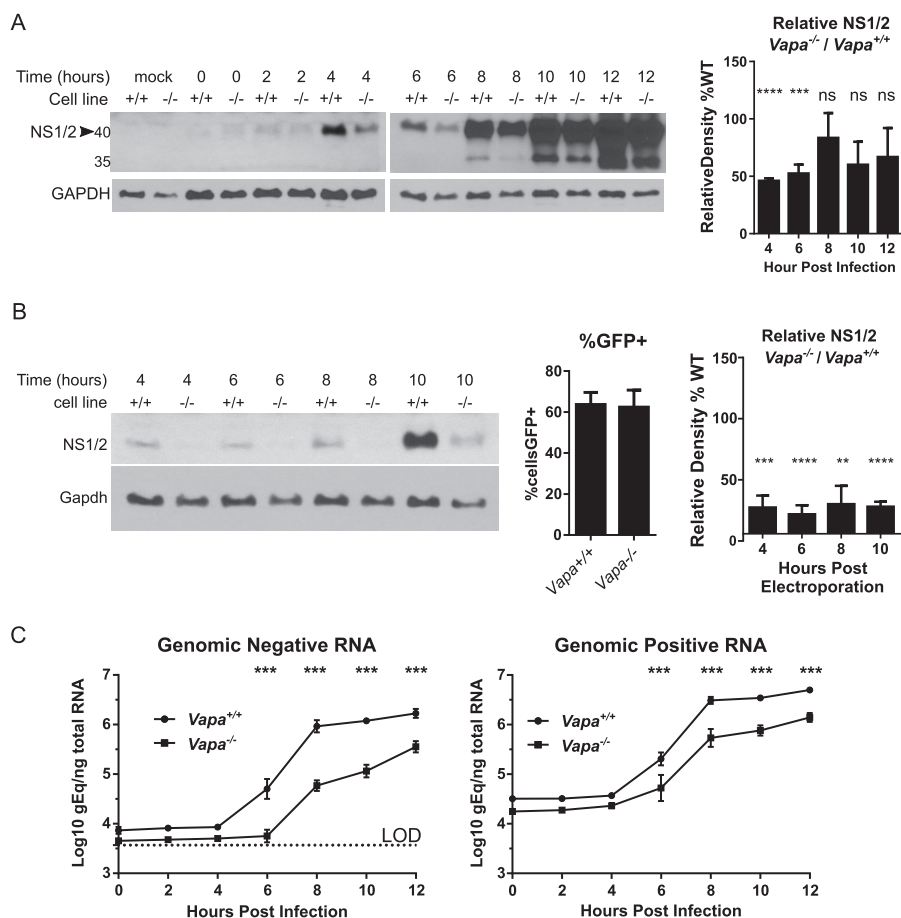 A
Time (hours) mock 0 0 2 2 4 4 6 6 8 8 10 10 12 12
Cell line +/+ -/- +/+ -/- +/+ -/- +/+ -/- +/+ -/- +/+ -/- +/+ -/- +/+ -/-
NS1/2 40
35
GAPDH
Relative NS1/2
Vapa-/- / Vapa+/+
RelativeDensity %WT
150
100
50
0
**** *** ns ns ns
4 6 8 10 12
Hour Post Infection
B
Time (hours) 4 4 6 6 8 8 10 10
cell line +/+ -/- +/+ -/- +/+ -/- +/+ -/-
NS1/2
Gapdh
%GFP+
%cellsGFP+
80
60
40
20
0
Vapa+/+ Vapa-/-
Relative NS1/2
Vapa-/- / Vapa+/+
Relative Density % WT
150
100
50
0
*** **** ** ****
4 6 8 10
Hours Post
Electroporation
C
Genomic Negative RNA
Log10 gEq/ng total RNA
7
6
5
4
3
*** *** *** ***
Vapa+/+
Vapa-/-
LOD
0 2 4 6 8 10 12
Hours Post Infection
Genomic Positive RNA
Log10 gEq/ng total RNA
7
6
5
4
3
*** *** *** ***
Vapa+/+
Vapa-/-
0 2 4 6 8 10 12
Hours Post Infection